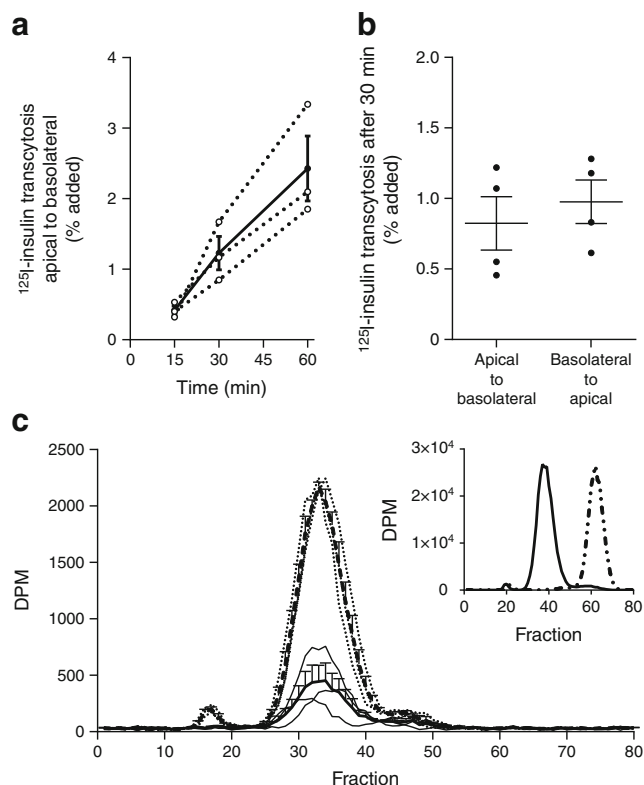 a
¹²⁵I-insulin transcytosis
apical to basolateral
(% added)
4
3
2
1
0
0 15 30 45 60
Time (min)
b
¹²⁵I-insulin transcytosis after 30 min
(% added)
2.0
1.5
1.0
0.5
0
Apical
to
basolateral
Basolateral
to
apical
c
DPM
2500
2000
1500
1000
500
0
0 10 20 30 40 50 60 70 80
Fraction
DPM
3×10⁴
2×10⁴
1×10⁴
0
0 20 40 60 80
Fraction